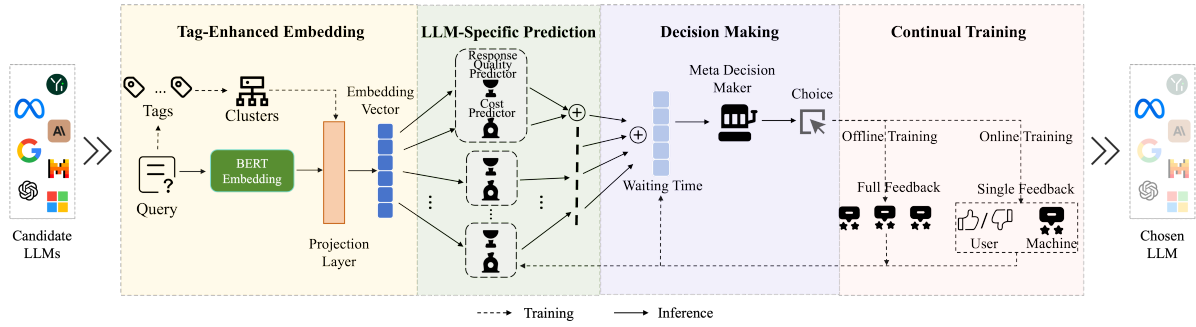 Tag-Enhanced Embedding
LLM-Specific Prediction
Decision Making
Continual Training
Candidate
LLMs
Tags
...
Clusters
Query
?
BERT
Embedding
Projection
Layer
Embedding
Vector
Response
Quality
Predictor
Cost
Predictor
Waiting Time
Meta Decision
Maker
Choice
Offline Training
Online Training
Full Feedback
Single Feedback
User
Machine
Chosen
LLM
Training
Inference